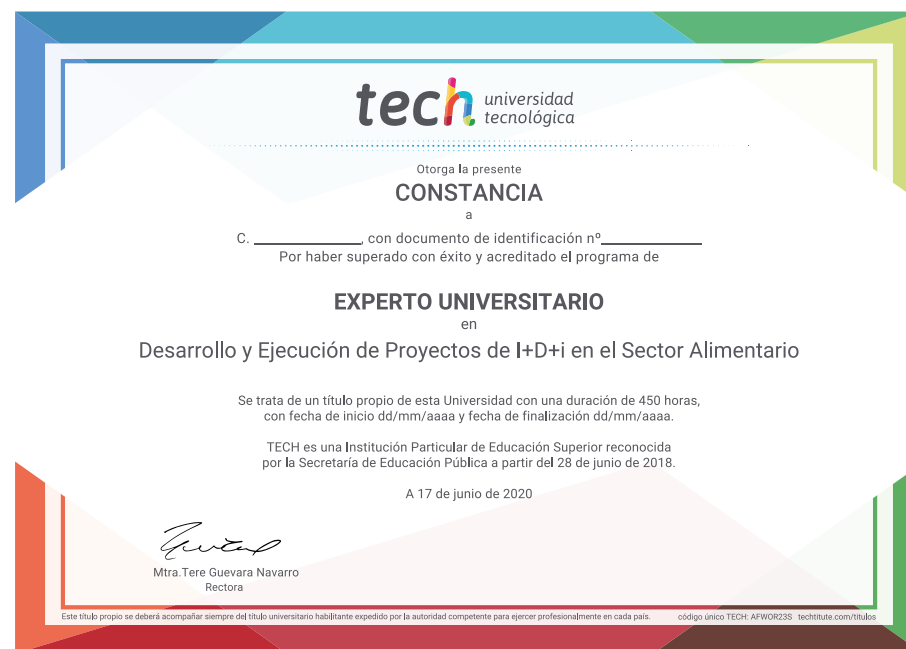 tech universidad
tecnológica
Otorga la presente
CONSTANCIA
a
C. ____________, con documento de identificación nº____________
Por haber superado con éxito y acreditado el programa de
EXPERTO UNIVERSITARIO
en
Desarrollo y Ejecución de Proyectos de I+D+i en el Sector Alimentario
Se trata de un título propio de esta Universidad con una duración de 450 horas,
con fecha de inicio dd/mm/aaaa y fecha de finalización dd/mm/aaaa.
TECH es una Institución Particular de Educación Superior reconocida
por la Secretaría de Educación Pública a partir del 28 de junio de 2018.
A 17 de junio de 2020
Mtra.Tere Guevara Navarro
Rectora
Este título propio se deberá acompañar siempre del título universitario habilitante expedido por la autoridad competente para ejercer profesionalmente en cada país. código único TECH: AFWOR23S techtitute.com/titulos